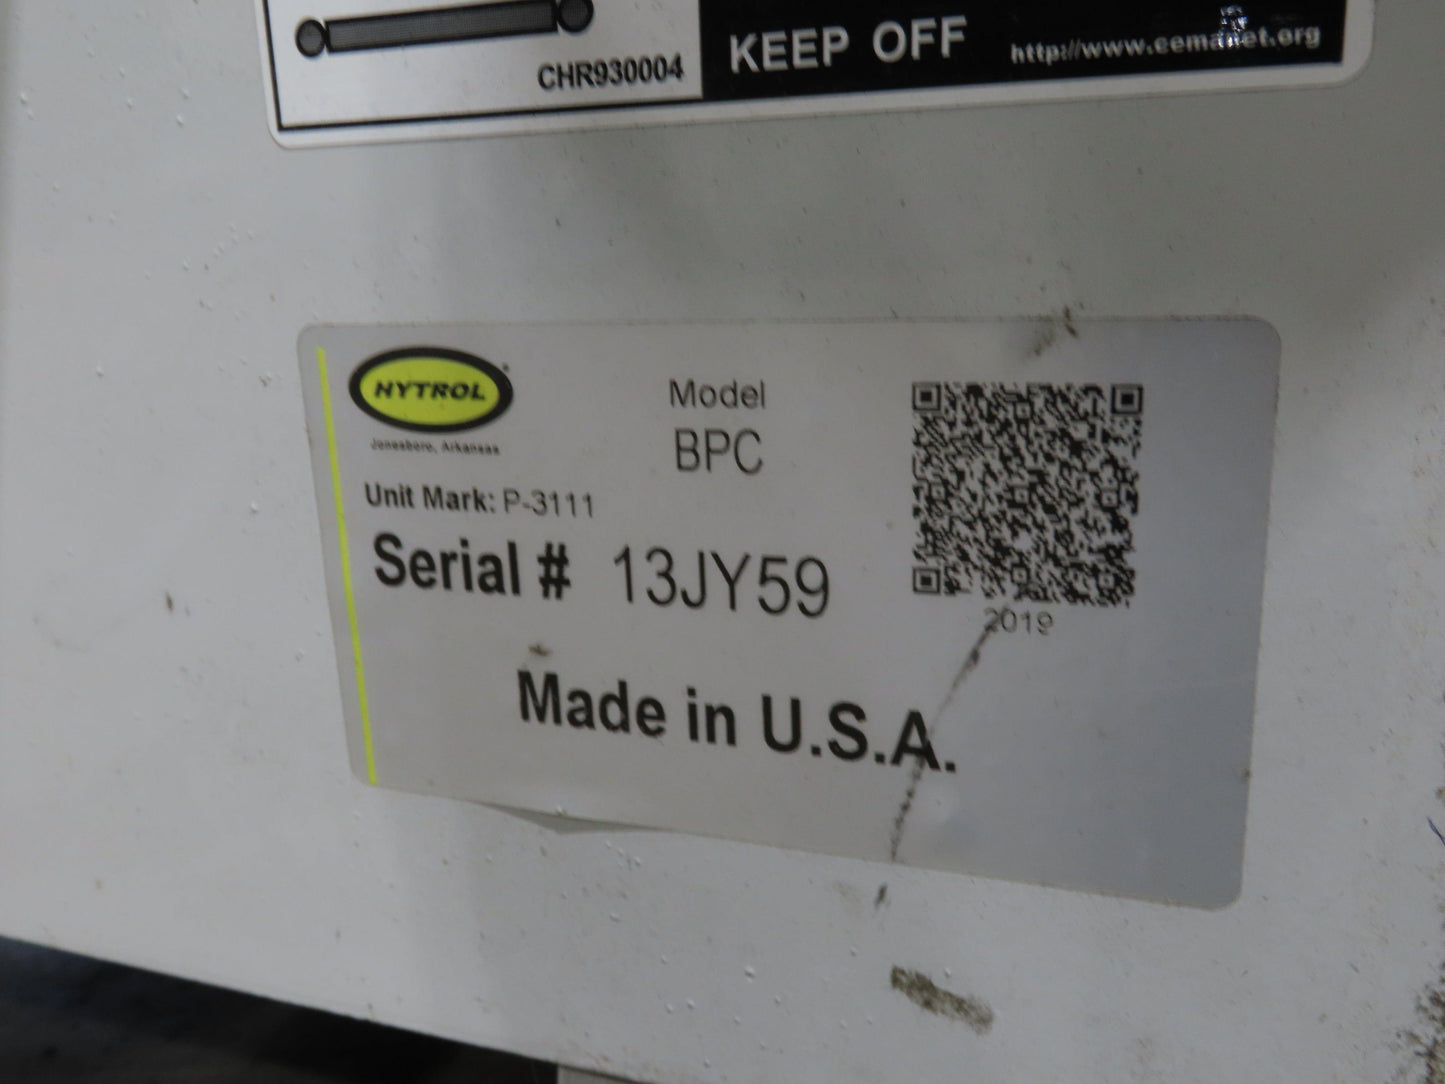 CHR930004
KEEP OFF
http://www.cemanet.org
HYTROL
Jonesboro, Arkansas
Model
BPC
Unit Mark: P-3111
Serial # 13JY59
2019
Made in U.S.A.